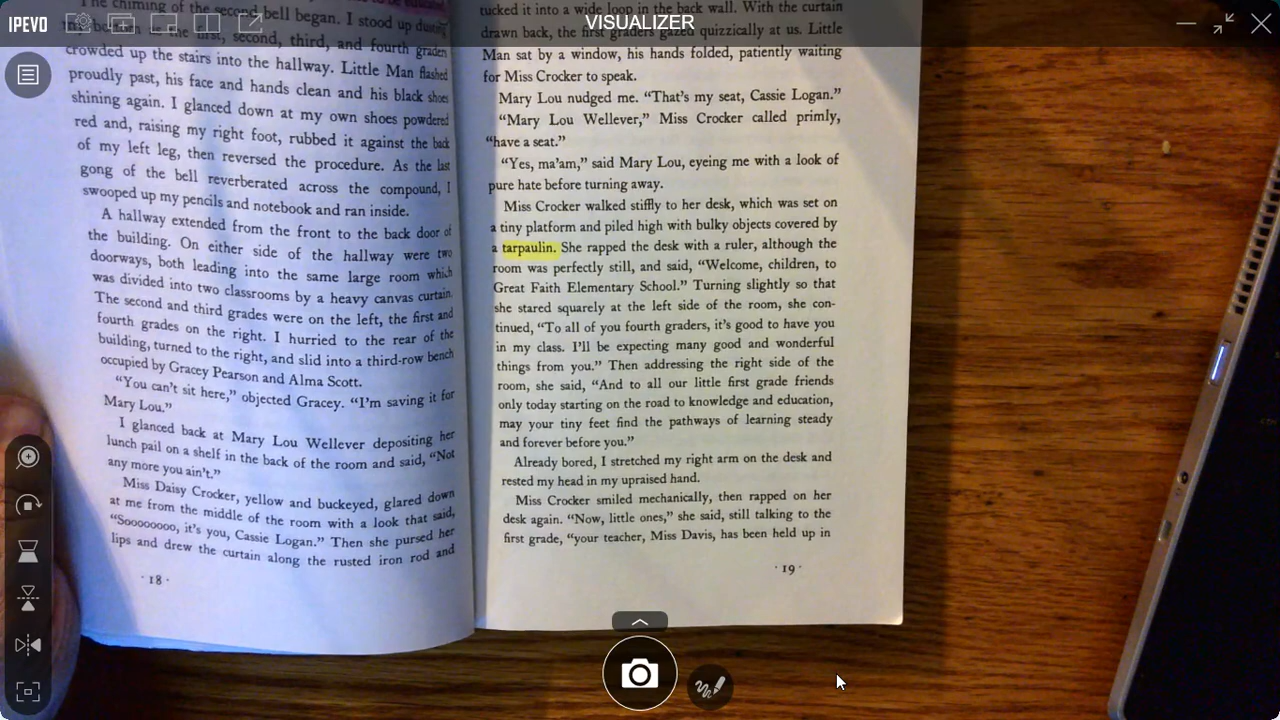 IPEVO
VISUALIZER
The chiming of the second bell began. I stood up dusting
first, second, third, and fourth graders
crowded up the stairs into the hallway. Little Man flashed
proudly past, his face and hands clean and his black shoes
shining again. I glanced down at my own shoes powdered
red and, raising my right foot, rubbed it against the back
of my left leg, then reversed the procedure. As the last
gong of the bell reverberated across the compound, I
swooped up my pencils and notebook and ran inside.
A hallway extended from the front to the back door of
the building. On either side of the hallway were two
doorways, both leading into the same large room which
was divided into two classrooms by a heavy canvas curtain.
The second and third grades were on the left, the first and
fourth grades on the right. I hurried to the rear of the
building, turned to the right, and slid into a third-row bench
occupied by Gracey Pearson and Alma Scott.
“You can’t sit here,” objected Gracey. “I’m saving it for
Mary Lou.”
I glanced back at Mary Lou Wellever depositing her
lunch pail on a shelf in the back of the room and said, “Not
any more you ain’t.”
Miss Daisy Crocker, yellow and buckeyed, glared down
at me from the middle of the room with a look that said,
“Soooooooo, it’s you, Cassie Logan.” Then she pursed her
lips and drew the curtain along the rusted iron rod and
· 18 ·
tucked it into a wide loop in the back wall. With the curtain
drawn back, the first graders gazed quizzically at us. Little
Man sat by a window, his hands folded, patiently waiting
for Miss Crocker to speak.
Mary Lou nudged me. “That’s my seat, Cassie Logan.”
“Mary Lou Wellever,” Miss Crocker called primly,
“have a seat.”
“Yes, ma’am,” said Mary Lou, eyeing me with a look of
pure hate before turning away.
Miss Crocker walked stiffly to her desk, which was set on
a tiny platform and piled high with bulky objects covered by
a tarpaulin. She rapped the desk with a ruler, although the
room was perfectly still, and said, “Welcome, children, to
Great Faith Elementary School.” Turning slightly so that
she stared squarely at the left side of the room, she con-
tinued, “To all of you fourth graders, it’s good to have you
in my class. I’ll be expecting many good and wonderful
things from you.” Then addressing the right side of the
room, she said, “And to all our little first grade friends
only today starting on the road to knowledge and education,
may your tiny feet find the pathways of learning steady
and forever before you.”
Already bored, I stretched my right arm on the desk and
rested my head in my upraised hand.
Miss Crocker smiled mechanically, then rapped on her
desk again. “Now, little ones,” she said, still talking to the
first grade, “your teacher, Miss Davis, has been held up in
· 19 ·